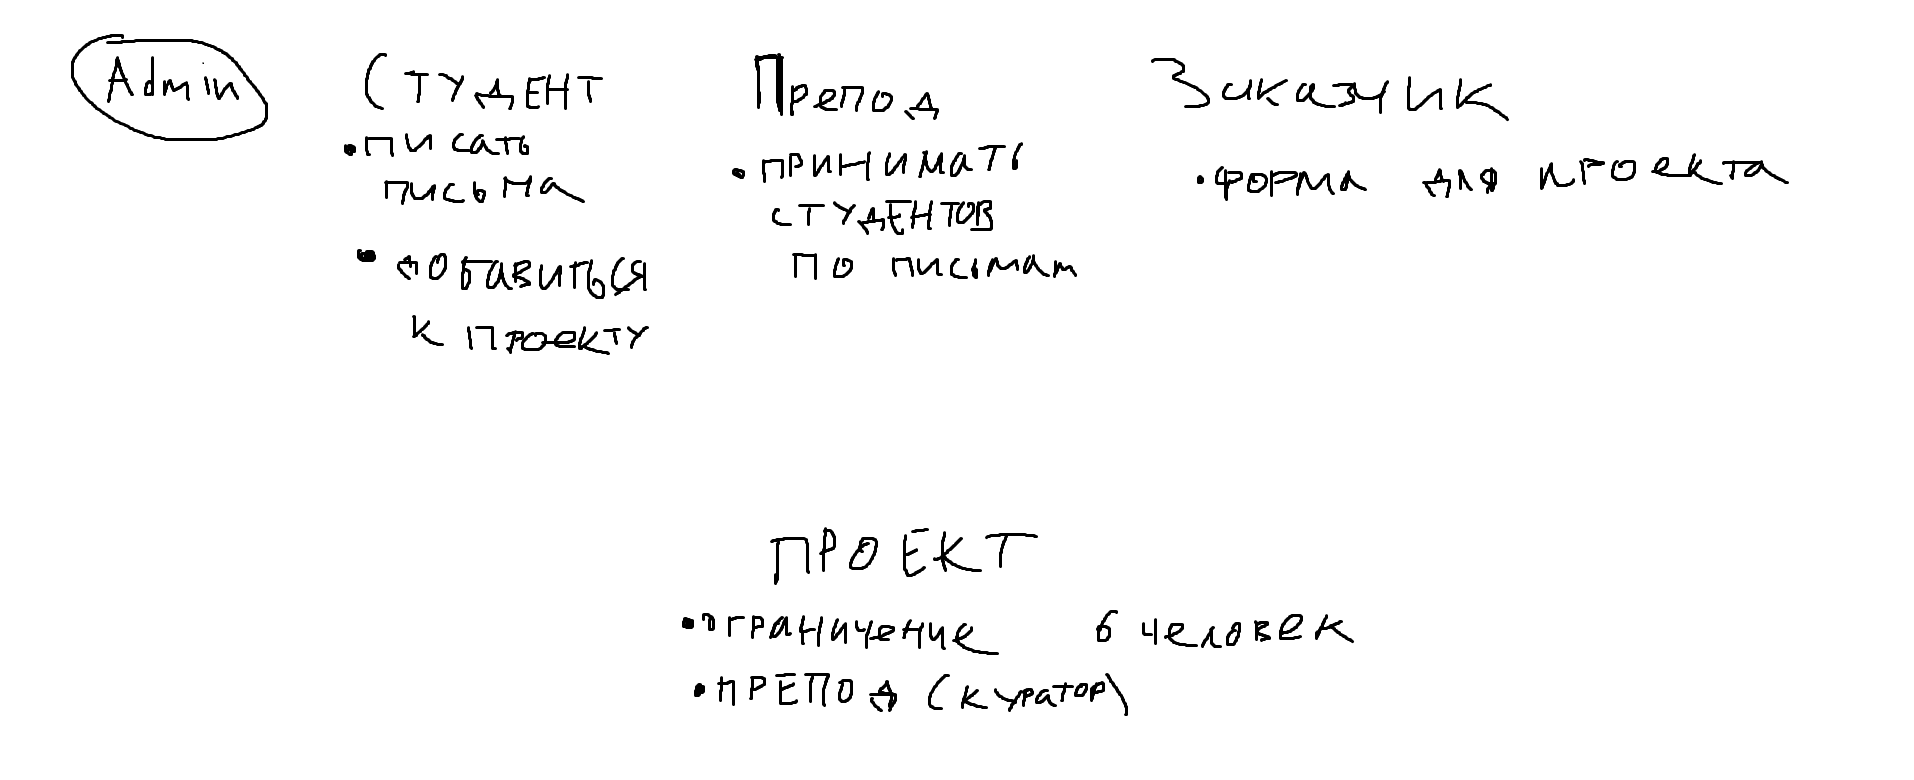 Admin
Студент
• писать
письма
• добавиться
к проекту
Препод
• принимать
студентов
по письмам
Заказчик
• форма для проекта
ПРОЕКТ
• ограничение 6 человек
• ПРЕПОД (куратор)